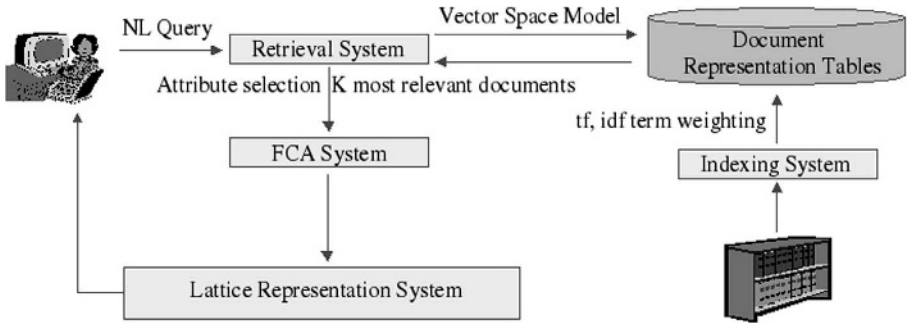 NL Query
Retrieval System
Vector Space Model
Document
Representation Tables
Attribute selection
K most relevant documents
tf, idf term weighting
FCA System
Indexing System
Lattice Representation System